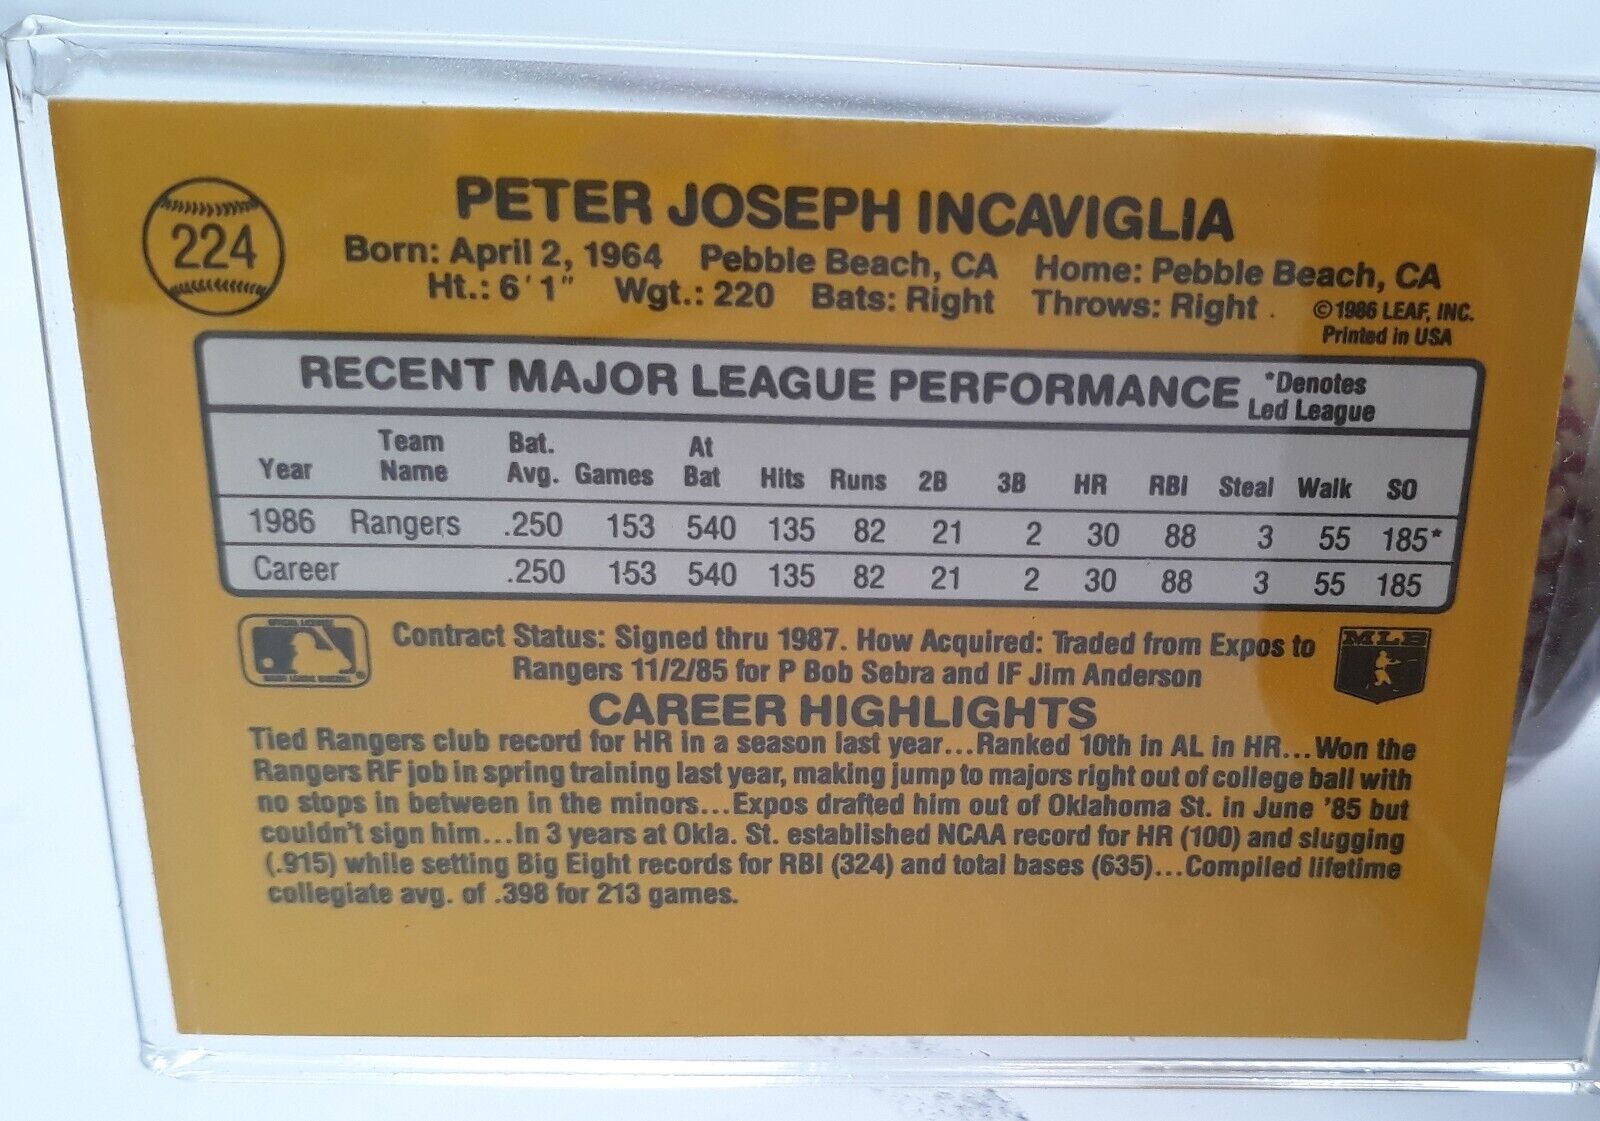 224
PETER JOSEPH INCAVIGLIA
Born: April 2, 1964 Pebble Beach, CA Home: Pebble Beach, CA
Ht.: 6'1" Wgt.: 220 Bats: Right Throws: Right
©1986 LEAF, INC.
Printed in USA
RECENT MAJOR LEAGUE PERFORMANCE *Denotes Led League
Year Team Name Bat. Avg. Games At Bat Hits Runs 2B 3B HR RBI Steal Walk SO
1986 Rangers .250 153 540 135 82 21 2 30 88 3 55 185*
Career .250 153 540 135 82 21 2 30 88 3 55 185
Contract Status: Signed thru 1987. How Acquired: Traded from Expos to
Rangers 11/2/85 for P Bob Sebra and IF Jim Anderson
MLB
CAREER HIGHLIGHTS
Tied Rangers club record for HR in a season last year...Ranked 10th in AL in HR...Won the
Rangers RF job in spring training last year, making jump to majors right out of college ball with
no stops in between in the minors...Expos drafted him out of Oklahoma St. in June '85 but
couldn't sign him...In 3 years at Okla. St. established NCAA record for HR (100) and slugging
(.915) while setting Big Eight records for RBI (324) and total bases (635)...Compiled lifetime
collegiate avg. of .398 for 213 games.